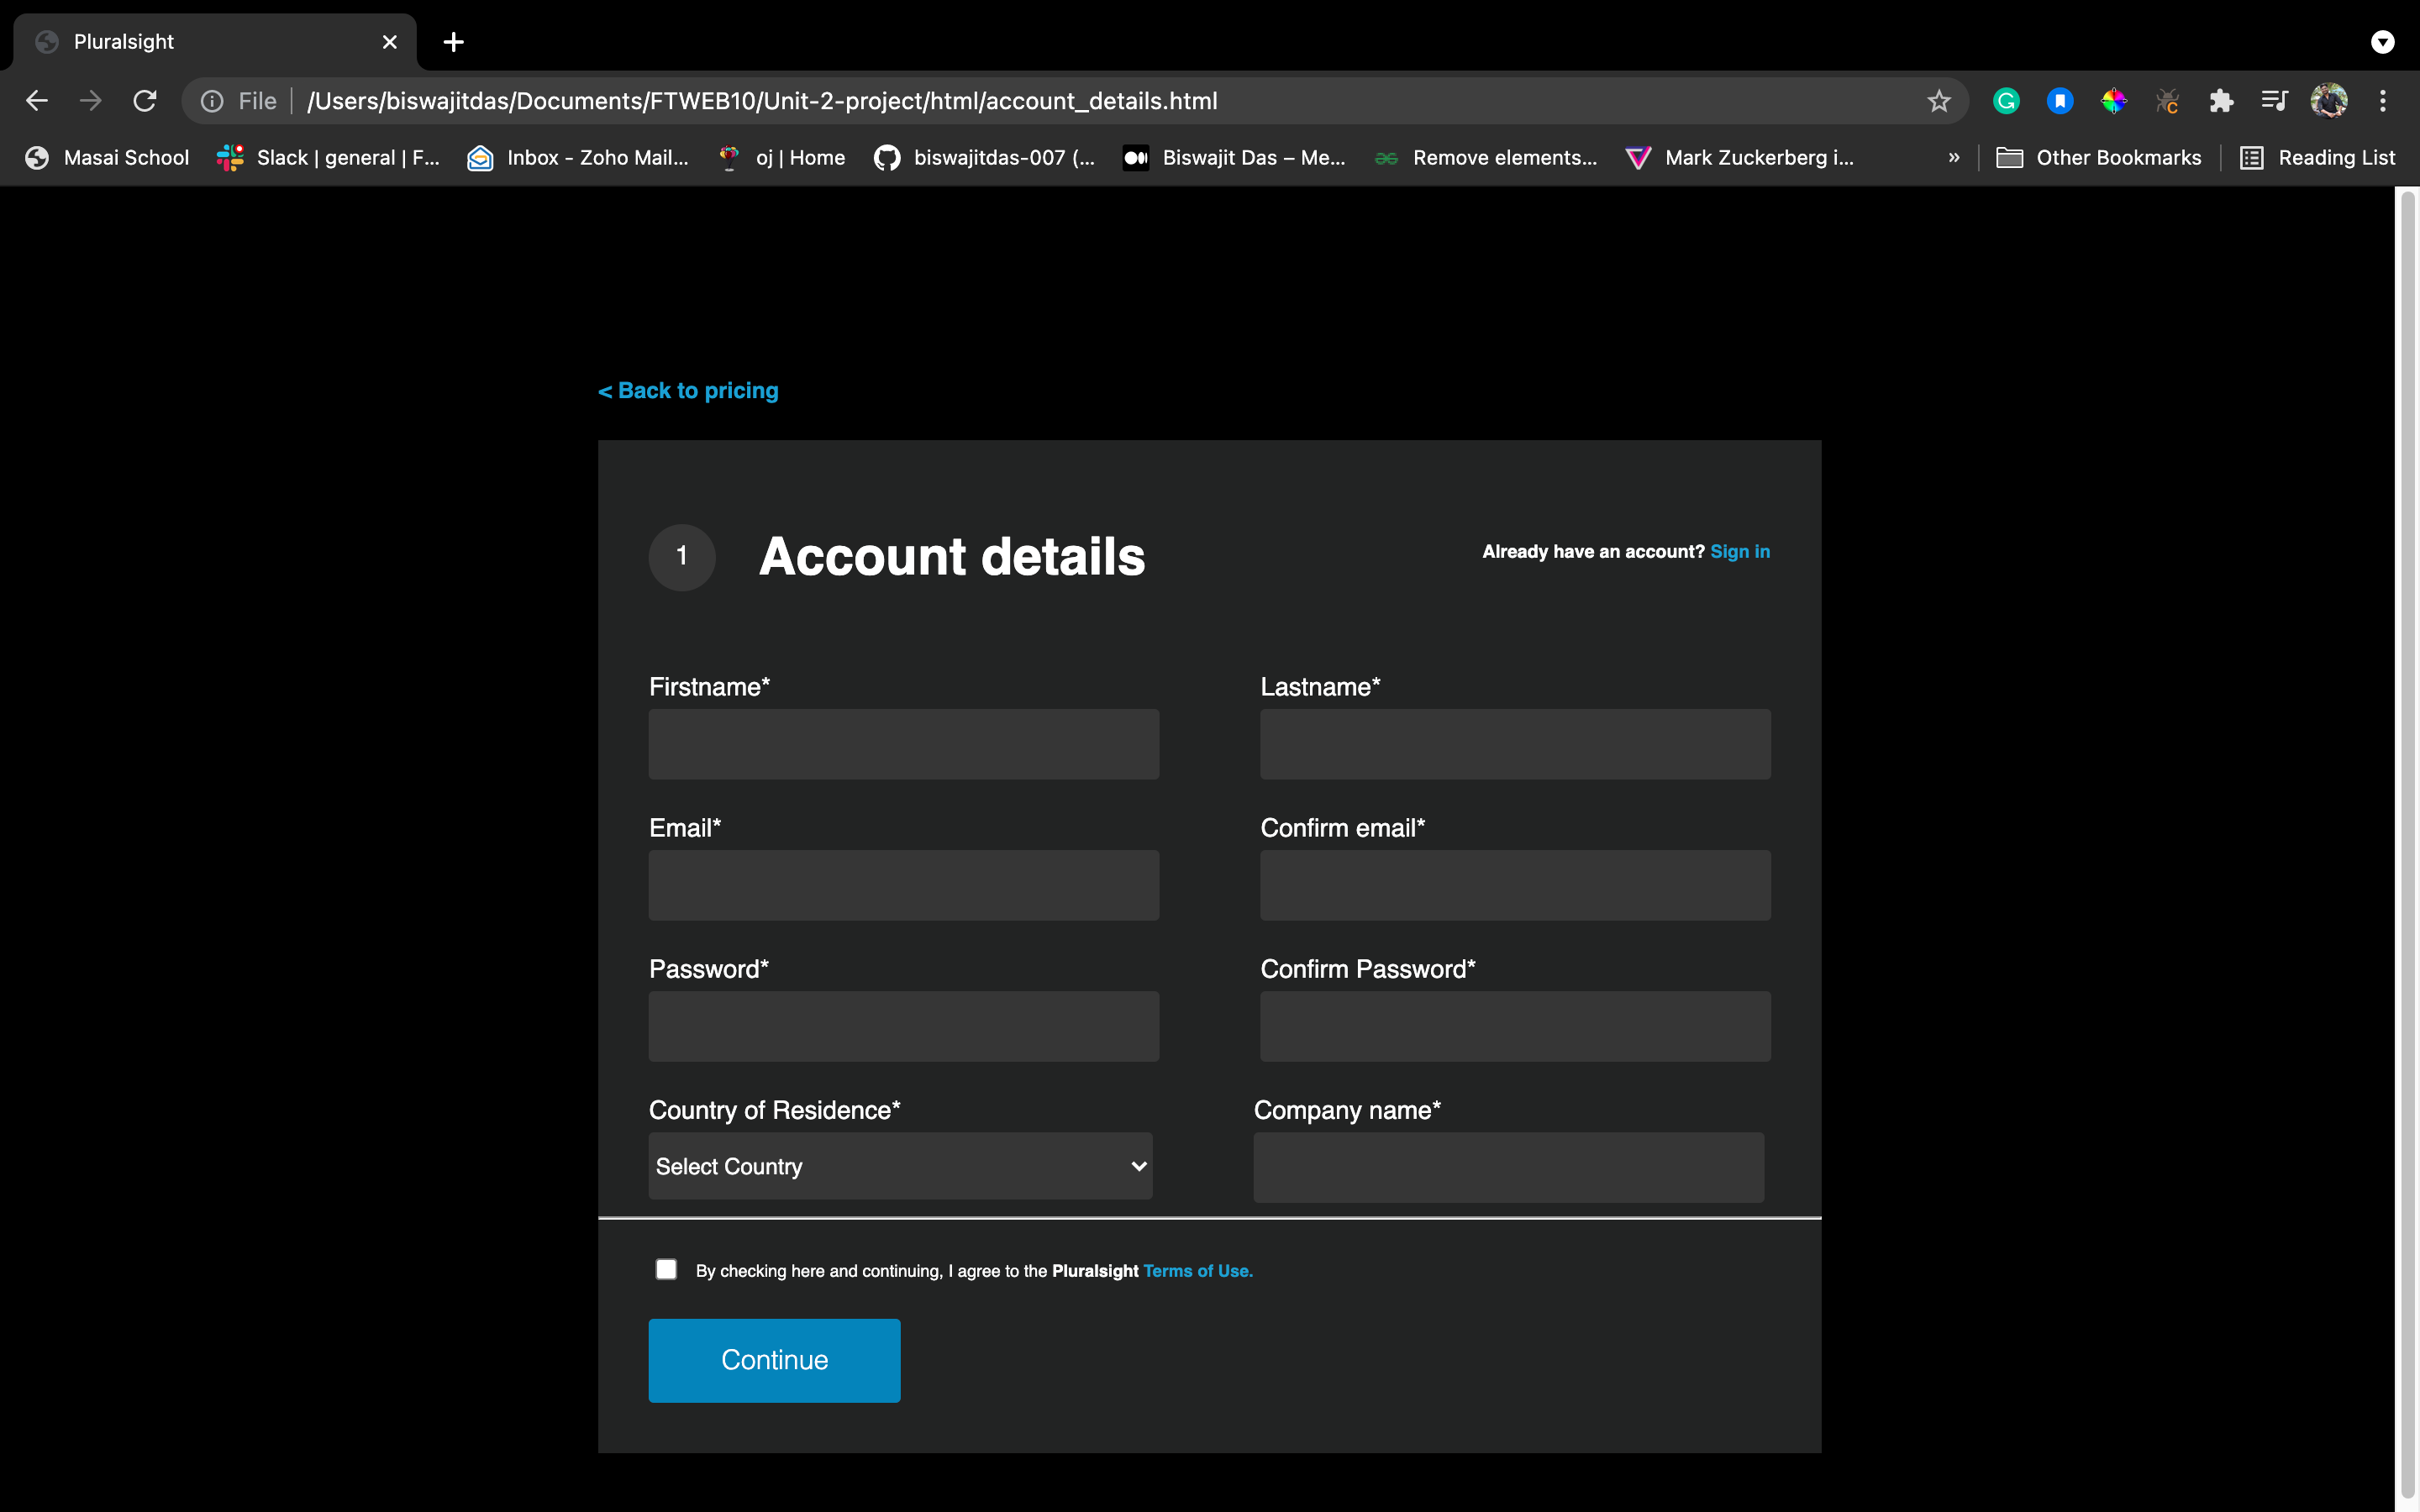 Pluralsight
File /Users/biswajitdas/Documents/FTWEB10/Unit-2-project/html/account_details.html
Masai School Slack | general | F... Inbox - Zoho Mail... oj | Home biswajitdas-007 (... Biswajit Das – Me... Remove elements... Mark Zuckerberg i... » Other Bookmarks Reading List
< Back to pricing
1 Account details Already have an account? Sign in
Firstname* Lastname*
Email* Confirm email*
Password* Confirm Password*
Country of Residence* Company name*
Select Country
By checking here and continuing, I agree to the Pluralsight Terms of Use.
Continue